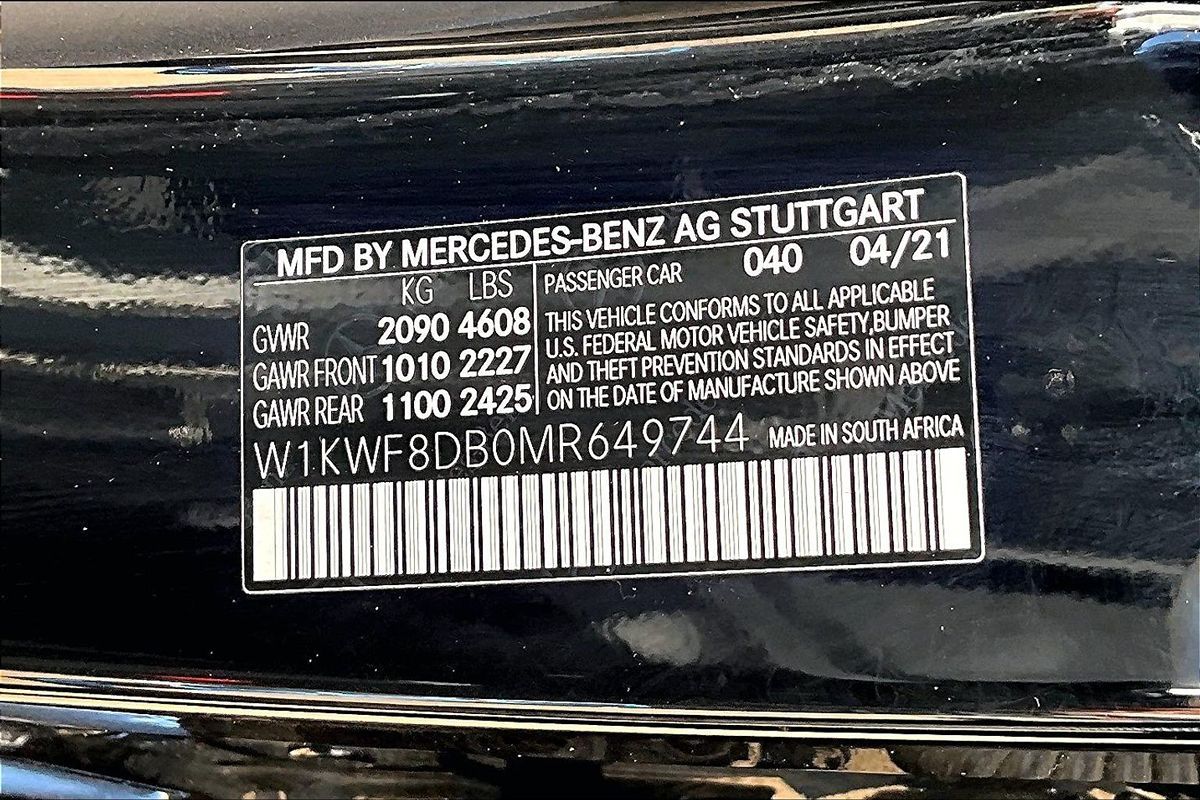 MFD BY MERCEDES-BENZ AG STUTTGART
KG LBS
GVWR 2090 4608
GAWR FRONT 1010 2227
GAWR REAR 1100 2425
PASSENGER CAR 040 04/21
THIS VEHICLE CONFORMS TO ALL APPLICABLE
U.S. FEDERAL MOTOR VEHICLE SAFETY,BUMPER
AND THEFT PREVENTION STANDARDS IN EFFECT
ON THE DATE OF MANUFACTURE SHOWN ABOVE
W1KWF8DB0MR649744 MADE IN SOUTH AFRICA